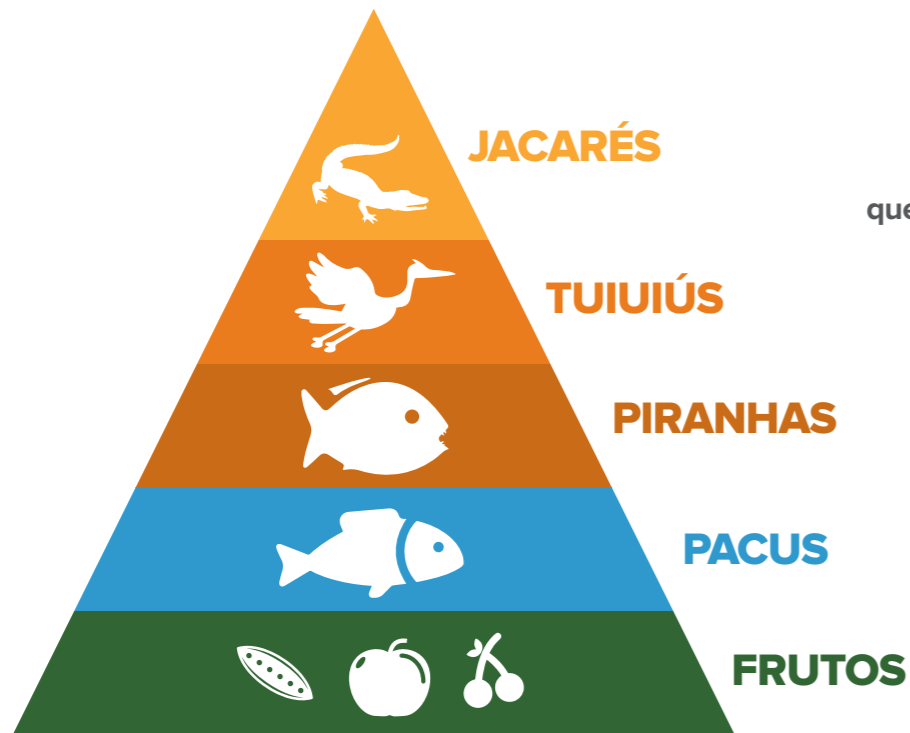 JACARÉS
que
TUIUIÚS
PIRANHAS
PACUS
FRUTOS